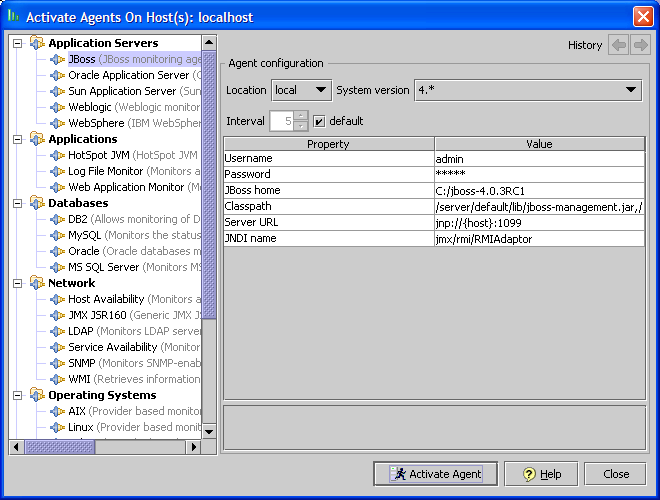 Activate Agents On Host(s): localhost
Application Servers
JBoss (JBoss monitoring age
Oracle Application Server (O
Sun Application Server (Sun
Weblogic (Weblogic monitor
WebSphere (IBM WebSpher
Applications
HotSpot JVM (HotSpot JVM
Log File Monitor (Monitors l
Web Application Monitor (M
Databases
DB2 (Allows monitoring of D
MySQL (Monitors the status
Oracle (Oracle databases m
MS SQL Server (Monitors MS
Network
Host Availability (Monitors a
JMX JSR160 (Generic JMX J
LDAP (Monitors LDAP server
Service Availability (Monitor
SNMP (Monitors SNMP-enab
WMI (Retrieves information
Operating Systems
AIX (Provider based monito
Linux (Provider based monit
History
Agent configuration
Location local System version 4.*
Interval 5 default
Property Value
Username admin
Password *****
JBoss home C:/jboss-4.0.3RC1
Classpath /server/default/lib/jboss-management.jar,/
Server URL jnp://{host}:1099
JNDI name jmx/rmi/RMIAdaptor
Activate Agent Help Close